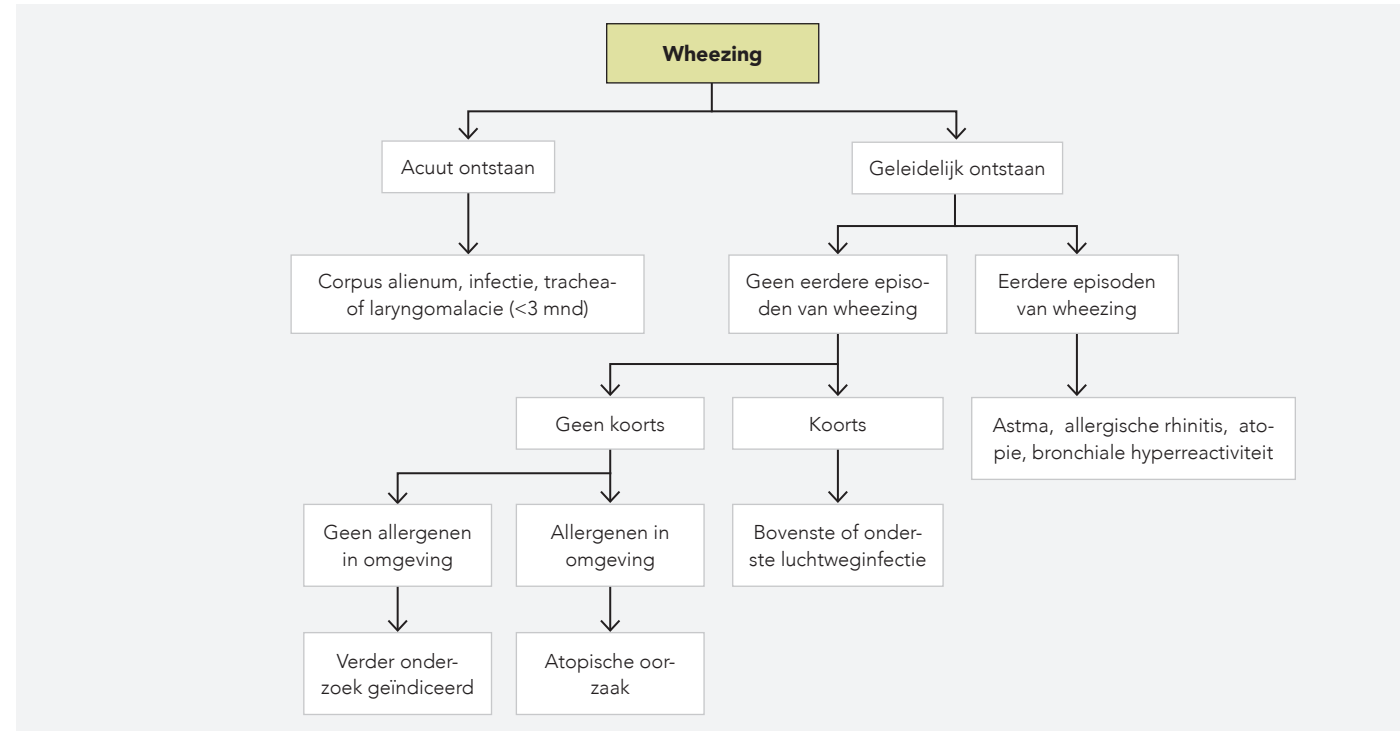 Wheezing
Acuut ontstaan
Geleidelijk ontstaan
Corpus alienum, infectie, trachea-
of laryngomalacie (<3 mnd)
Geen eerdere episo-
den van wheezing
Eerdere episoden
van wheezing
Geen koorts
Koorts
Astma, allergische rhinitis, ato-
pie, bronchiale hyperreactiviteit
Geen allergenen
in omgeving
Allergenen in
omgeving
Bovenste of onder-
ste luchtweginfectie
Verder onder-
zoek geïndiceerd
Atopische oor-
zaak